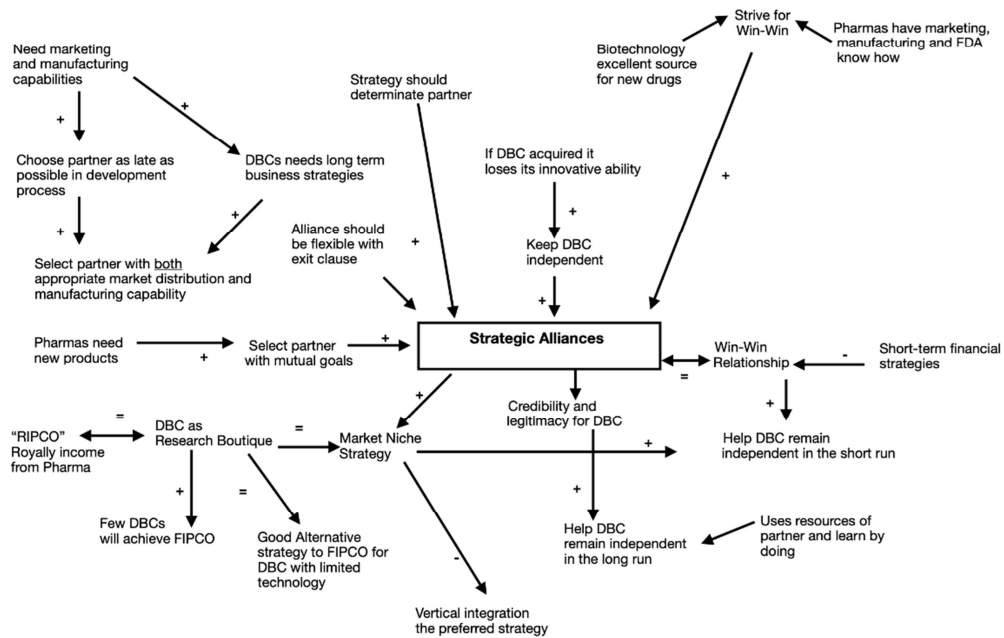 Strive for
Win-Win
Pharmas have marketing,
manufacturing and FDA
know how
Biotechnology
excellent source
for new drugs
Need marketing
and manufacturing
capabilities
Strategy should
determinate partner
+
+
Choose partner as late as
possible in development
process
DBCs needs long term
business strategies
If DBC acquired it
loses its innovative ability
+
+
+
+
Alliance should
be flexible with
exit clause
+
Keep DBC
independent
Select partner with both
appropriate market distribution and
manufacturing capability
+
Pharmas need
new products
+
Select partner
with mutual goals
+
Strategic Alliances
=
Win-Win
Relationship
-
Short-term financial
strategies
+
+
Credibility and
legitimacy for DBC
"RIPCO"
Royally income
from Pharma
=
DBC as
Research Boutique
=
Market Niche
Strategy
+
Help DBC remain
independent in the short run
+
=
+
Few DBCs
will achieve FIPCO
Good Alternative
strategy to FIPCO for
DBC with limited
technology
-
Help DBC
remain independent
in the long run
Uses resources of
partner and learn by
doing
Vertical integration
the preferred strategy